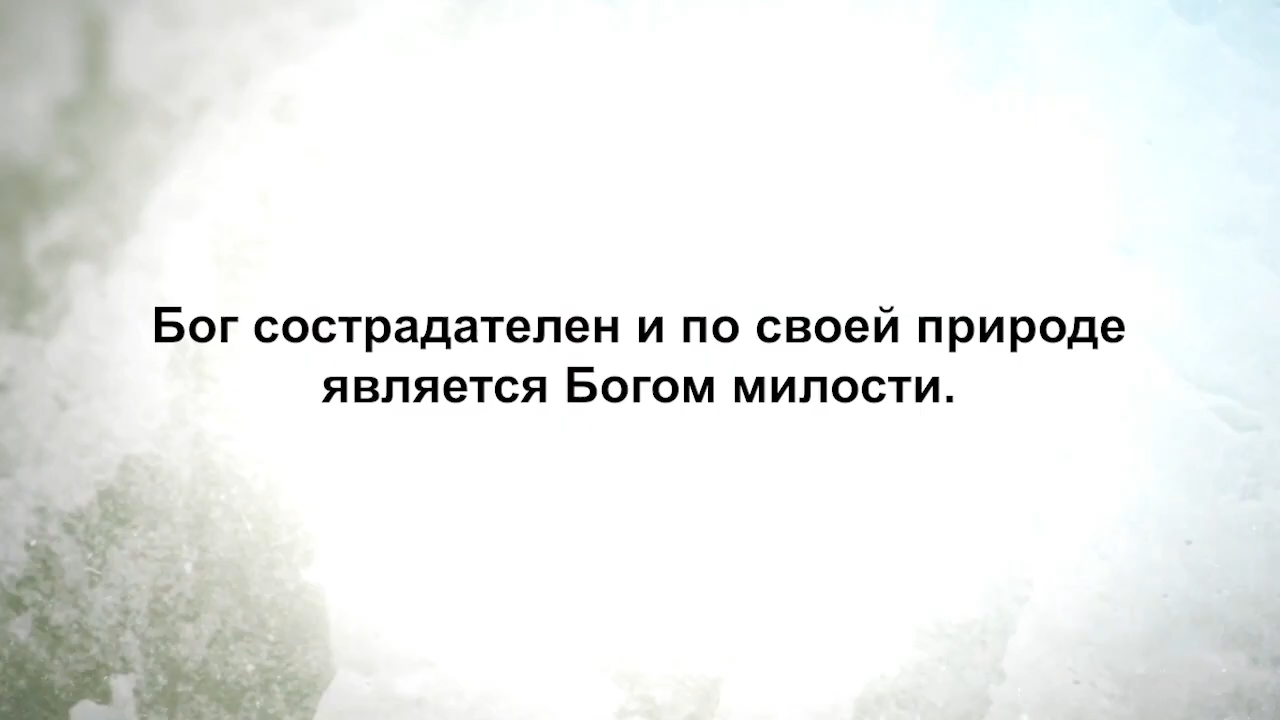 Бог сострадателен и по своей природе
является Богом милости.